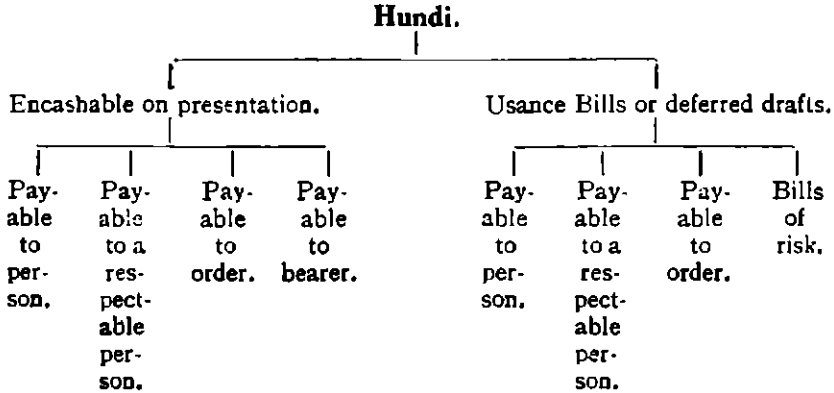 Hundi.
Encashable on presentation.
Usance Bills or deferred drafts.
Pay-
able
to
per-
son.
Pay-
able
to a
res-
pect-
able
per-
son.
Pay-
able
to
order.
Pay-
able
to
bearer.
Pay-
able
to
per-
son.
Pay-
able
to a
res-
pect-
able
per-
son.
Pay-
able
to
order.
Bills
of
risk.